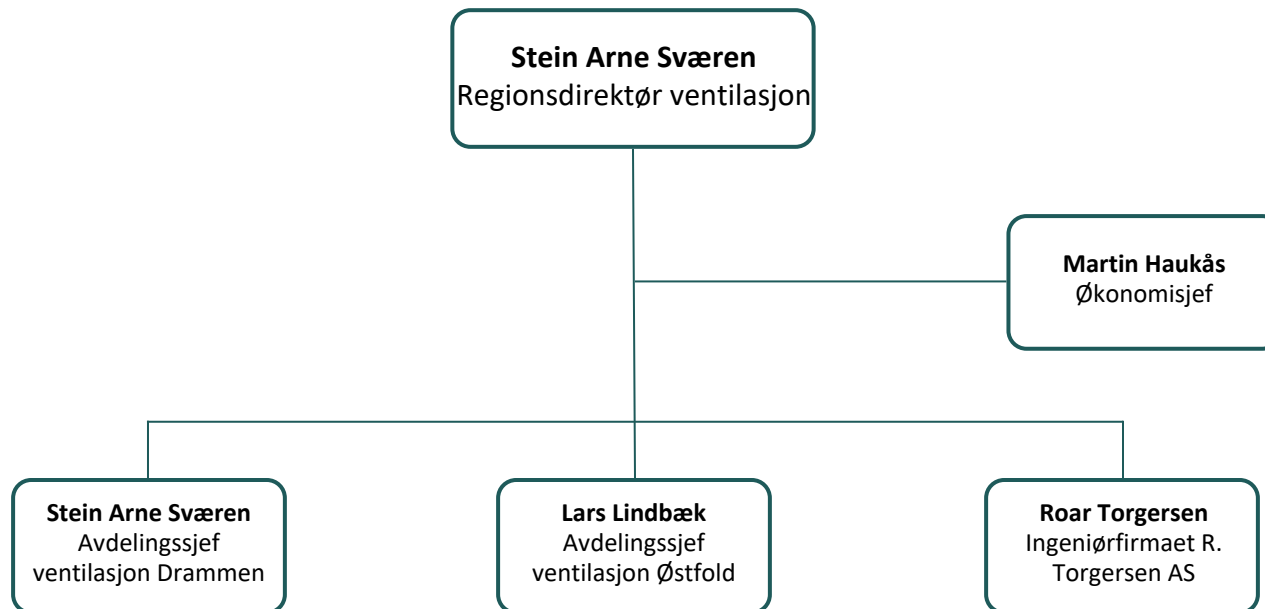 Stein Arne Sværen
Regionsdirektør ventilasjon
Martin Haukås
Økonomisjef
Stein Arne Sværen
Avdelingssjef
ventilasjon Drammen
Lars Lindbæk
Avdelingssjef
ventilasjon Østfold
Roar Torgersen
Ingeniørfirmaet R.
Torgersen AS